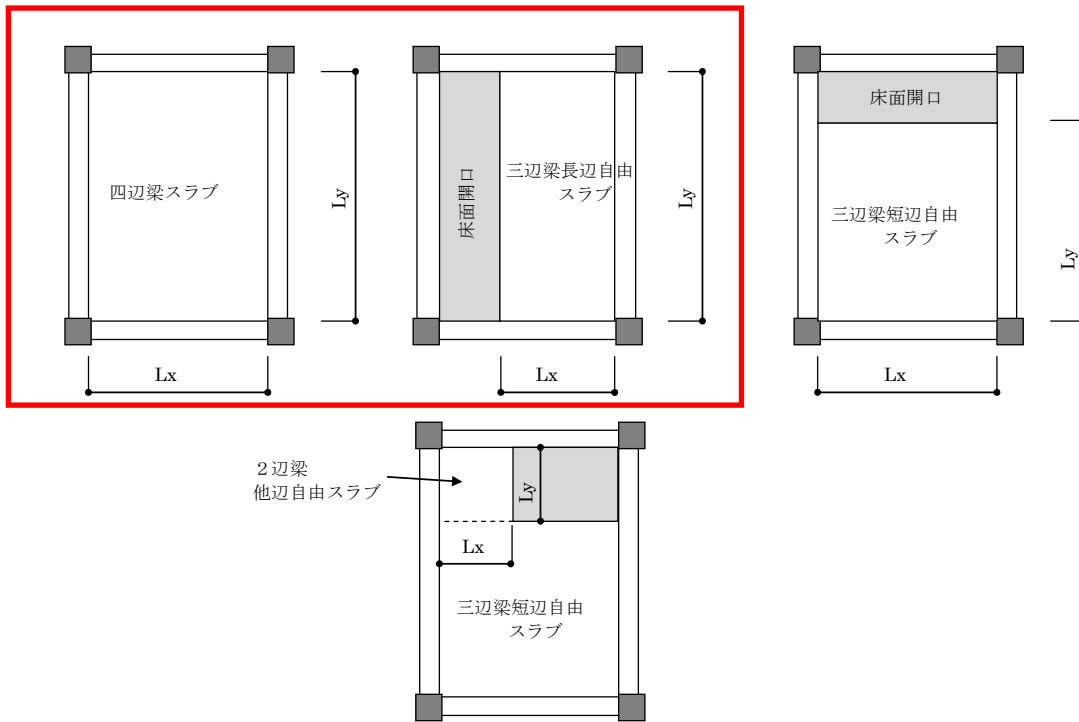 四辺梁スラブ
Ly
Lx
床面開口
三辺梁長辺自由
スラブ
Ly
Lx
床面開口
三辺梁短辺自由
スラブ
Ly
Lx
２辺梁
他辺自由スラブ
Ly
Lx
三辺梁短辺自由
スラブ